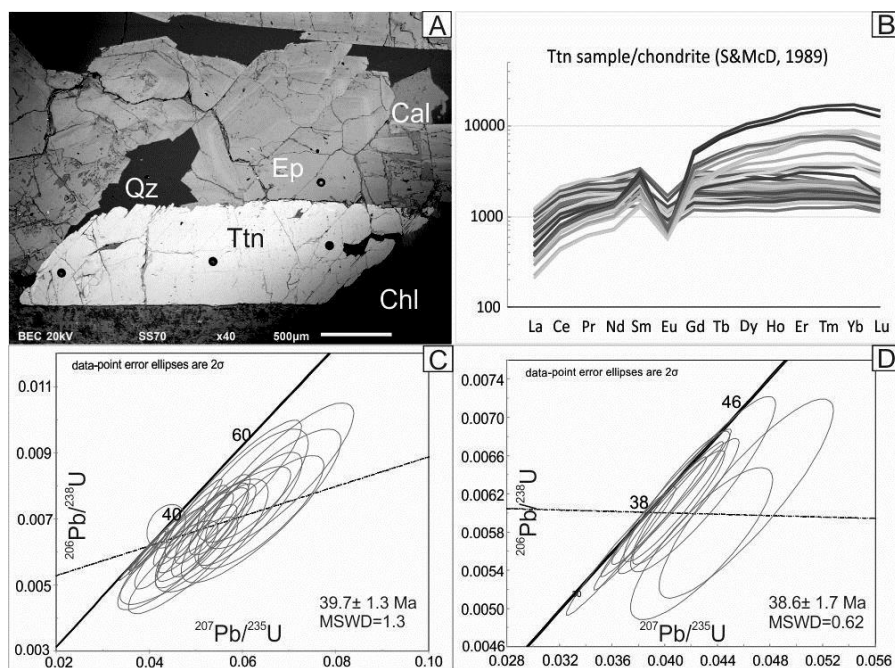 A
Cal
Ep
Qz
Ttn
Chl
BEC 20kV SS70 x40 500µm
B
Ttn sample/chondrite (S&McD, 1989)
10000
1000
100
La Ce Pr Nd Sm Eu Gd Tb Dy Ho Er Tm Yb Lu
C
data-point error ellipses are 2σ
0.011
0.009
0.007
0.005
0.003
206Pb/238U
60
40
39.7± 1.3 Ma
MSWD=1.3
207Pb/235U
0.02 0.04 0.06 0.08 0.10
D
data-point error ellipses are 2σ
0.0074
0.0070
0.0066
0.0062
0.0058
0.0054
0.0050
0.0046
206Pb/238U
46
38
38.6± 1.7 Ma
MSWD=0.62
207Pb/235U
0.028 0.032 0.036 0.040 0.044 0.048 0.052 0.056